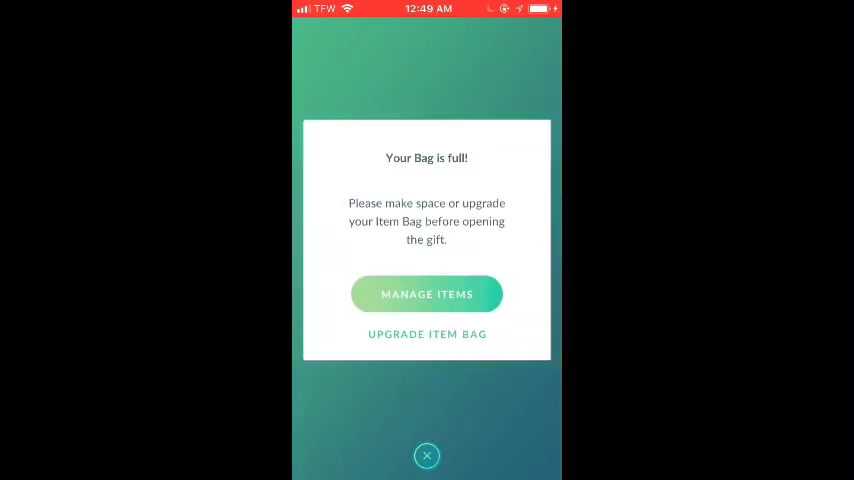 TFW 12:49 AM
Your Bag is full!
Please make space or upgrade
your Item Bag before opening
the gift.
MANAGE ITEMS
UPGRADE ITEM BAG